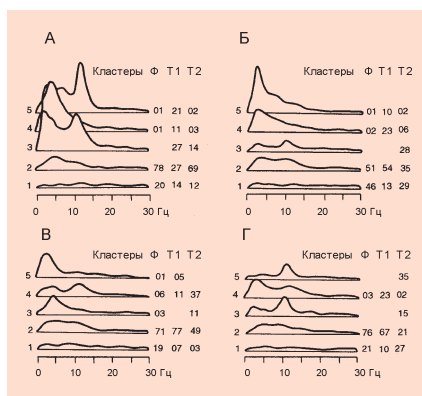 А
Кластеры Ф Т1 Т2
5 01 21 02
4 01 11 03
3 27 14
2 78 27 69
1 20 14 12
0 10 20 30 Гц
Б
Кластеры Ф Т1 Т2
5 01 10 02
4 02 23 06
3 28
2 51 54 35
1 46 13 29
0 10 20 30 Гц
В
Кластеры Ф Т1 Т2
5 01 05
4 06 11 37
3 03 11
2 71 77 49
1 19 07 03
0 10 20 30 Гц
Г
Кластеры Ф Т1 Т2
5 35
4 03 23 02
3 15
2 76 67 21
1 21 10 27
0 10 20 30 Гц